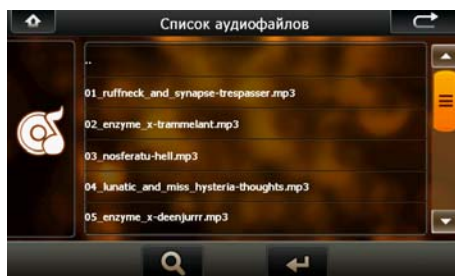 Список аудиофайлов
..
01_ruffneck_and_synapse-trespasser.mp3
02_enzyme_x-trammelant.mp3
03_nosferatu-hell.mp3
04_lunatic_and_miss_hysteria-thoughts.mp3
05_enzyme_x-deenjurrr.mp3